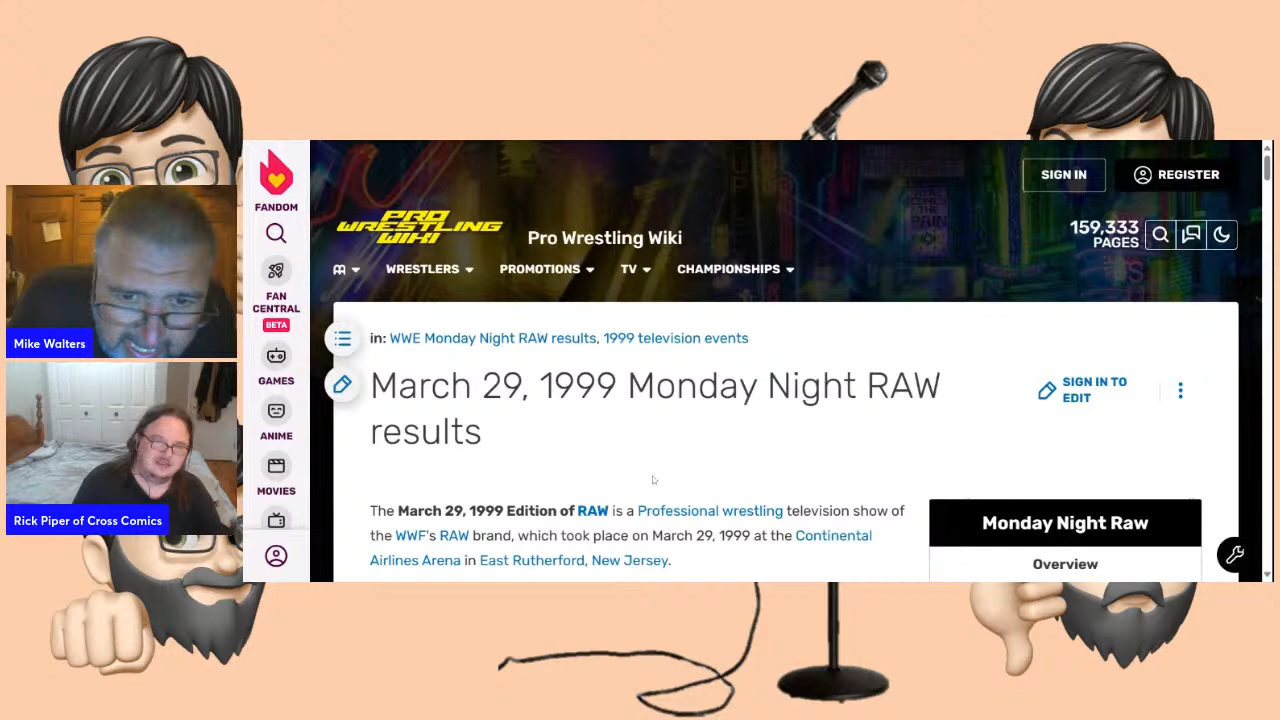 FANDOM
FAN
CENTRAL
BETA
GAMES
ANIME
MOVIES
SIGN IN
REGISTER
PRO
WRESTLING
WIKI
Pro Wrestling Wiki
159,333
PAGES
WRESTLERS
PROMOTIONS
TV
CHAMPIONSHIPS
in: WWE Monday Night RAW results, 1999 television events
March 29, 1999 Monday Night RAW
results
SIGN IN TO
EDIT
The March 29, 1999 Edition of RAW is a Professional wrestling television show of
the WWF's RAW brand, which took place on March 29, 1999 at the Continental
Airlines Arena in East Rutherford, New Jersey.
Monday Night Raw
Overview
Mike Walters
Rick Piper of Cross Comics